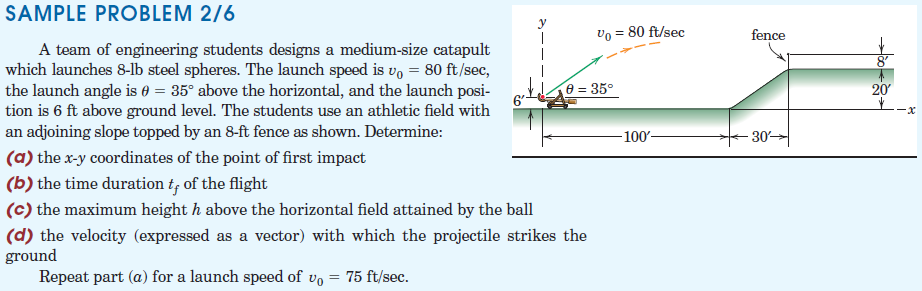 SAMPLE PROBLEM 2/6
A team of engineering students designs a medium-size catapult
which launches 8-lb steel spheres. The launch speed is v₀ = 80 ft/sec,
the launch angle is θ = 35° above the horizontal, and the launch posi-
tion is 6 ft above ground level. The students use an athletic field with
an adjoining slope topped by an 8-ft fence as shown. Determine:
(a) the x-y coordinates of the point of first impact
(b) the time duration t_f of the flight
(c) the maximum height h above the horizontal field attained by the ball
(d) the velocity (expressed as a vector) with which the projectile strikes the
ground
Repeat part (a) for a launch speed of v₀ = 75 ft/sec.
y
v₀ = 80 ft/sec
fence
8′
θ = 35°
20′
6′
x
100′
30′